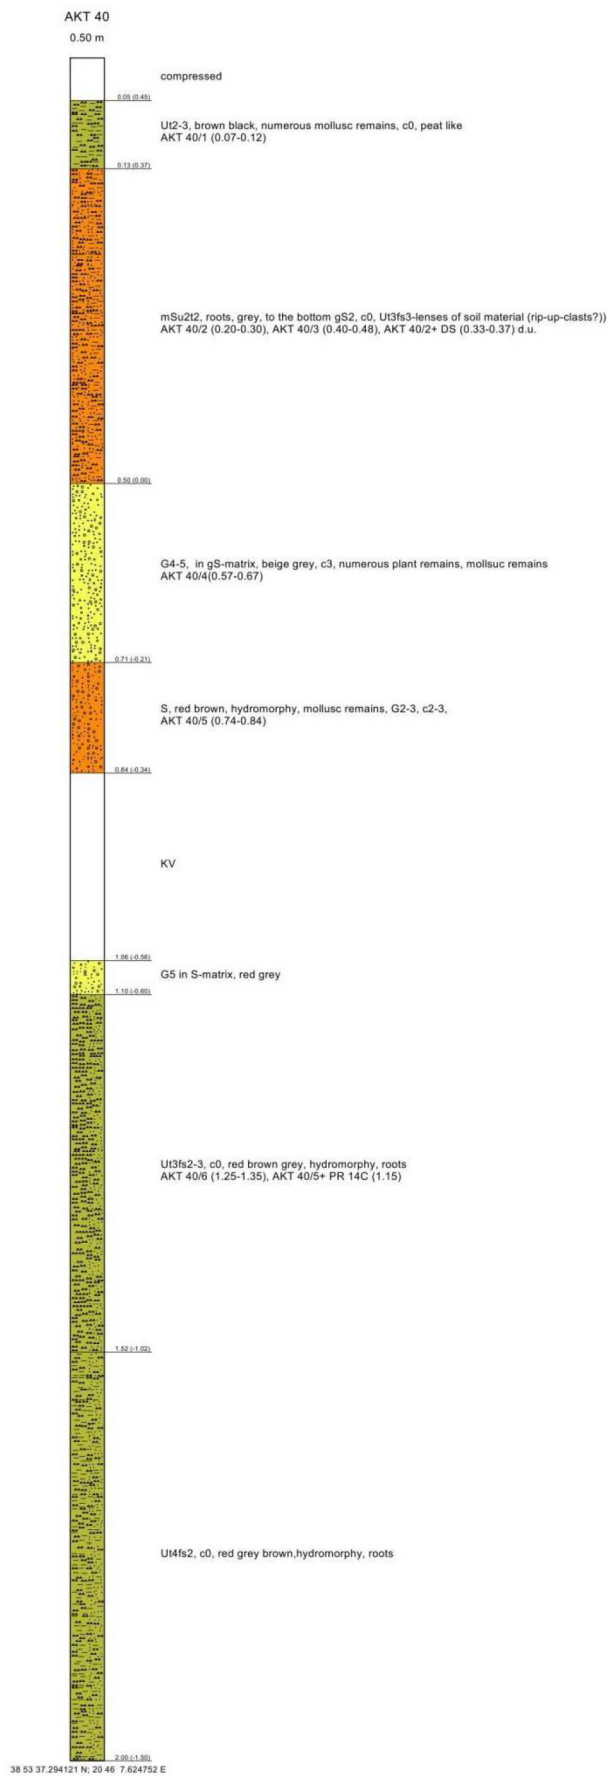 AKT 40
0.50 m
compressed
0.05 (0.45)
Ut2-3, brown black, numerous mollusc remains, c0, peat like
AKT 40/1 (0.07-0.12)
0.13 (0.37)
mSu2t2, roots, grey, to the bottom gS2, c0, Ut3fs3-lenses of soil material (rip-up-clasts?))
AKT 40/2 (0.20-0.30), AKT 40/3 (0.40-0.48), AKT 40/2+ DS (0.33-0.37) d.u.
0.50 (0.00)
G4-5, in gS-matrix, beige grey, c3, numerous plant remains, mollsuc remains
AKT 40/4(0.57-0.67)
0.71 (-0.21)
S, red brown, hydromorphy, mollusc remains, G2-3, c2-3,
AKT 40/5 (0.74-0.84)
0.84 (-0.34)
KV
1.06 (-0.56)
G5 in S-matrix, red grey
1.10 (-0.60)
Ut3fs2-3, c0, red brown grey, hydromorphy, roots
AKT 40/6 (1.25-1.35), AKT 40/5+ PR 14C (1.15)
1.52 (-1.02)
Ut4fs2, c0, red grey brown,hydromorphy, roots
2.00 (-1.50)
38 53 37.294121 N; 20 46 7.624752 E